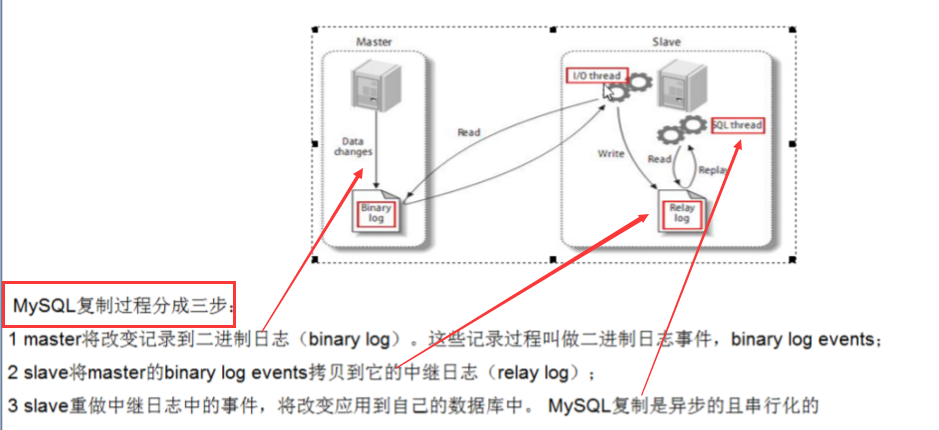 Master
Slave
I/O thread
SQL thread
Data
changes
Read
Write
Read
Replay
Binary
log
Relay
log
MySQL复制过程分成三步：
1 master将改变记录到二进制日志（binary log）。这些记录过程叫做二进制日志事件，binary log events；
2 slave将master的binary log events拷贝到它的中继日志（relay log）；
3 slave重做中继日志中的事件，将改变应用到自己的数据库中。 MySQL复制是异步的且串行化的